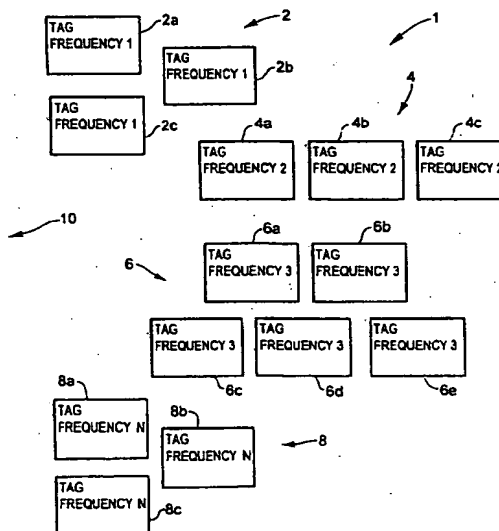 2a
2
1
TAG
FREQUENCY 1
TAG
FREQUENCY 1
2b
4
TAG
FREQUENCY 1
2c
4a
4b
4c
TAG
FREQUENCY 2
TAG
FREQUENCY 2
TAG
FREQUENCY 2
10
6a
6b
6
TAG
FREQUENCY 3
TAG
FREQUENCY 3
TAG
FREQUENCY 3
TAG
FREQUENCY 3
TAG
FREQUENCY 3
6c
6d
6e
8a
8b
TAG
FREQUENCY N
TAG
FREQUENCY N
8
TAG
FREQUENCY N
8c